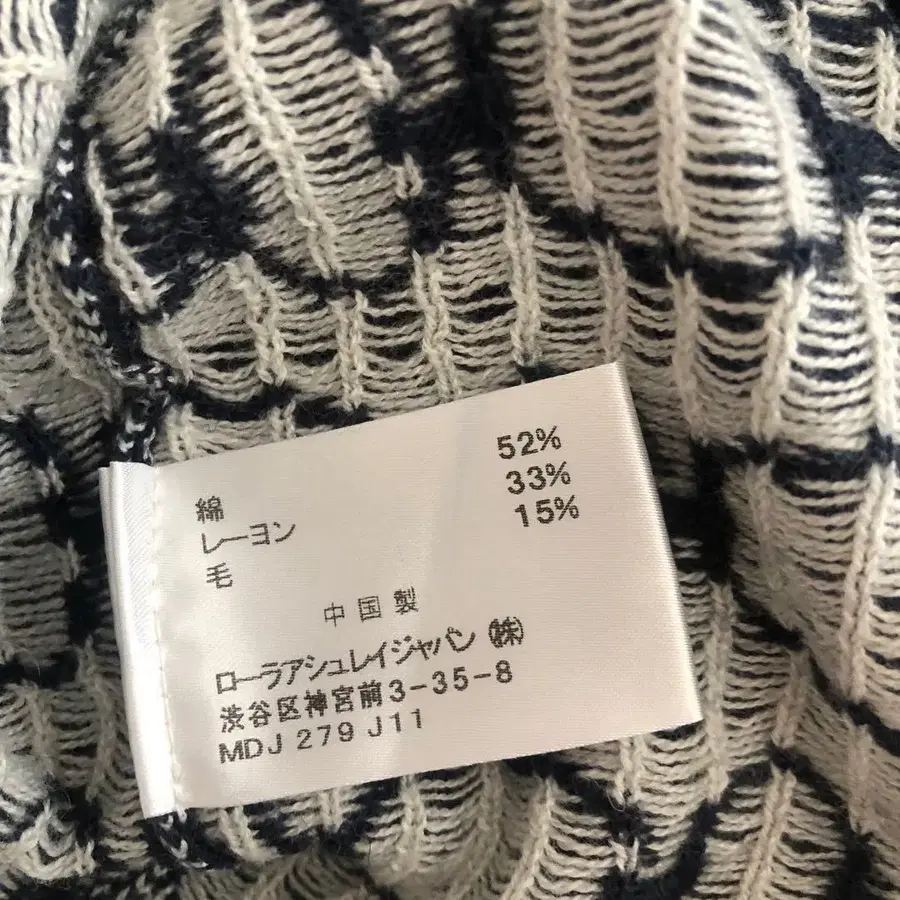 綿 52%
レーヨン 33%
毛 15%
中国製
ローラアシュレイジャパン ㈱
渋谷区神宮前3-35-8
MDJ 279 J11